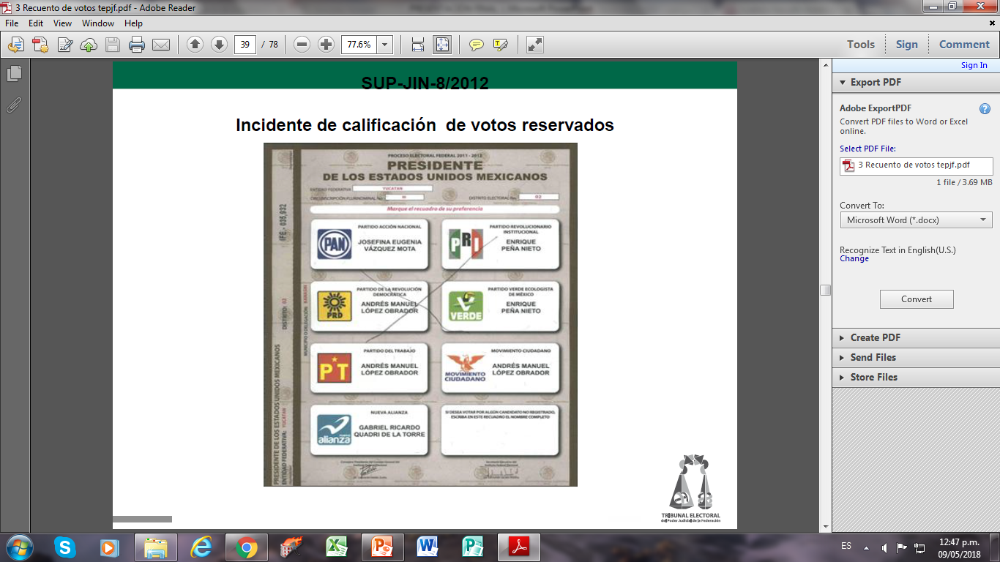 3 Recuento de votos tepjf.pdf - Adobe Reader
File Edit View Window Help
39 / 78 77.6% Tools Sign Comment
Sign In
Export PDF
Adobe ExportPDF
Convert PDF files to Word or Excel
online.
Select PDF File:
3 Recuento de votos tepjf.pdf
1 file / 3.69 MB
Convert To:
Microsoft Word (*.docx)
Recognize Text in English(U.S.)
Change
Convert
Create PDF
Send Files
Store Files
SUP-JIN-8/2012
Incidente de calificación de votos reservados
PROCESO ELECTORAL FEDERAL 2011 - 2012
PRESIDENTE
DE LOS ESTADOS UNIDOS MEXICANOS
ENTIDAD FEDERATIVA YUCATAN
CIRCUNSCRIPCIÓN PLURINOMINAL No. III DISTRITO ELECTORAL No. 02
Marque el recuadro de su preferencia
PARTIDO ACCIÓN NACIONAL
PAN
JOSEFINA EUGENIA
VÁZQUEZ MOTA
PARTIDO REVOLUCIONARIO
INSTITUCIONAL
PRI
ENRIQUE
PEÑA NIETO
PARTIDO DE LA REVOLUCIÓN
DEMOCRÁTICA
PRD
ANDRÉS MANUEL
LÓPEZ OBRADOR
PARTIDO VERDE ECOLOGISTA
DE MÉXICO
VERDE
ENRIQUE
PEÑA NIETO
PARTIDO DEL TRABAJO
PT
ANDRÉS MANUEL
LÓPEZ OBRADOR
MOVIMIENTO CIUDADANO
MOVIMIENTO
CIUDADANO
ANDRÉS MANUEL
LÓPEZ OBRADOR
NUEVA ALIANZA
alianza
GABRIEL RICARDO
QUADRI DE LA TORRE
SI DESEA VOTAR POR ALGÚN CANDIDATO NO REGISTRADO,
ESCRIBA EN ESTE RECUADRO EL NOMBRE COMPLETO
IFE.- 035,932
DISTRITO: 02
MUNICIPIO O DELEGACIÓN:
PRESIDENTE DE LOS ESTADOS UNIDOS MEXICANOS
ENTIDAD FEDERATIVA: YUCATAN
TRIBUNAL ELECTORAL
del Poder Judicial de la Federación
ES
12:47 p.m.
09/05/2018